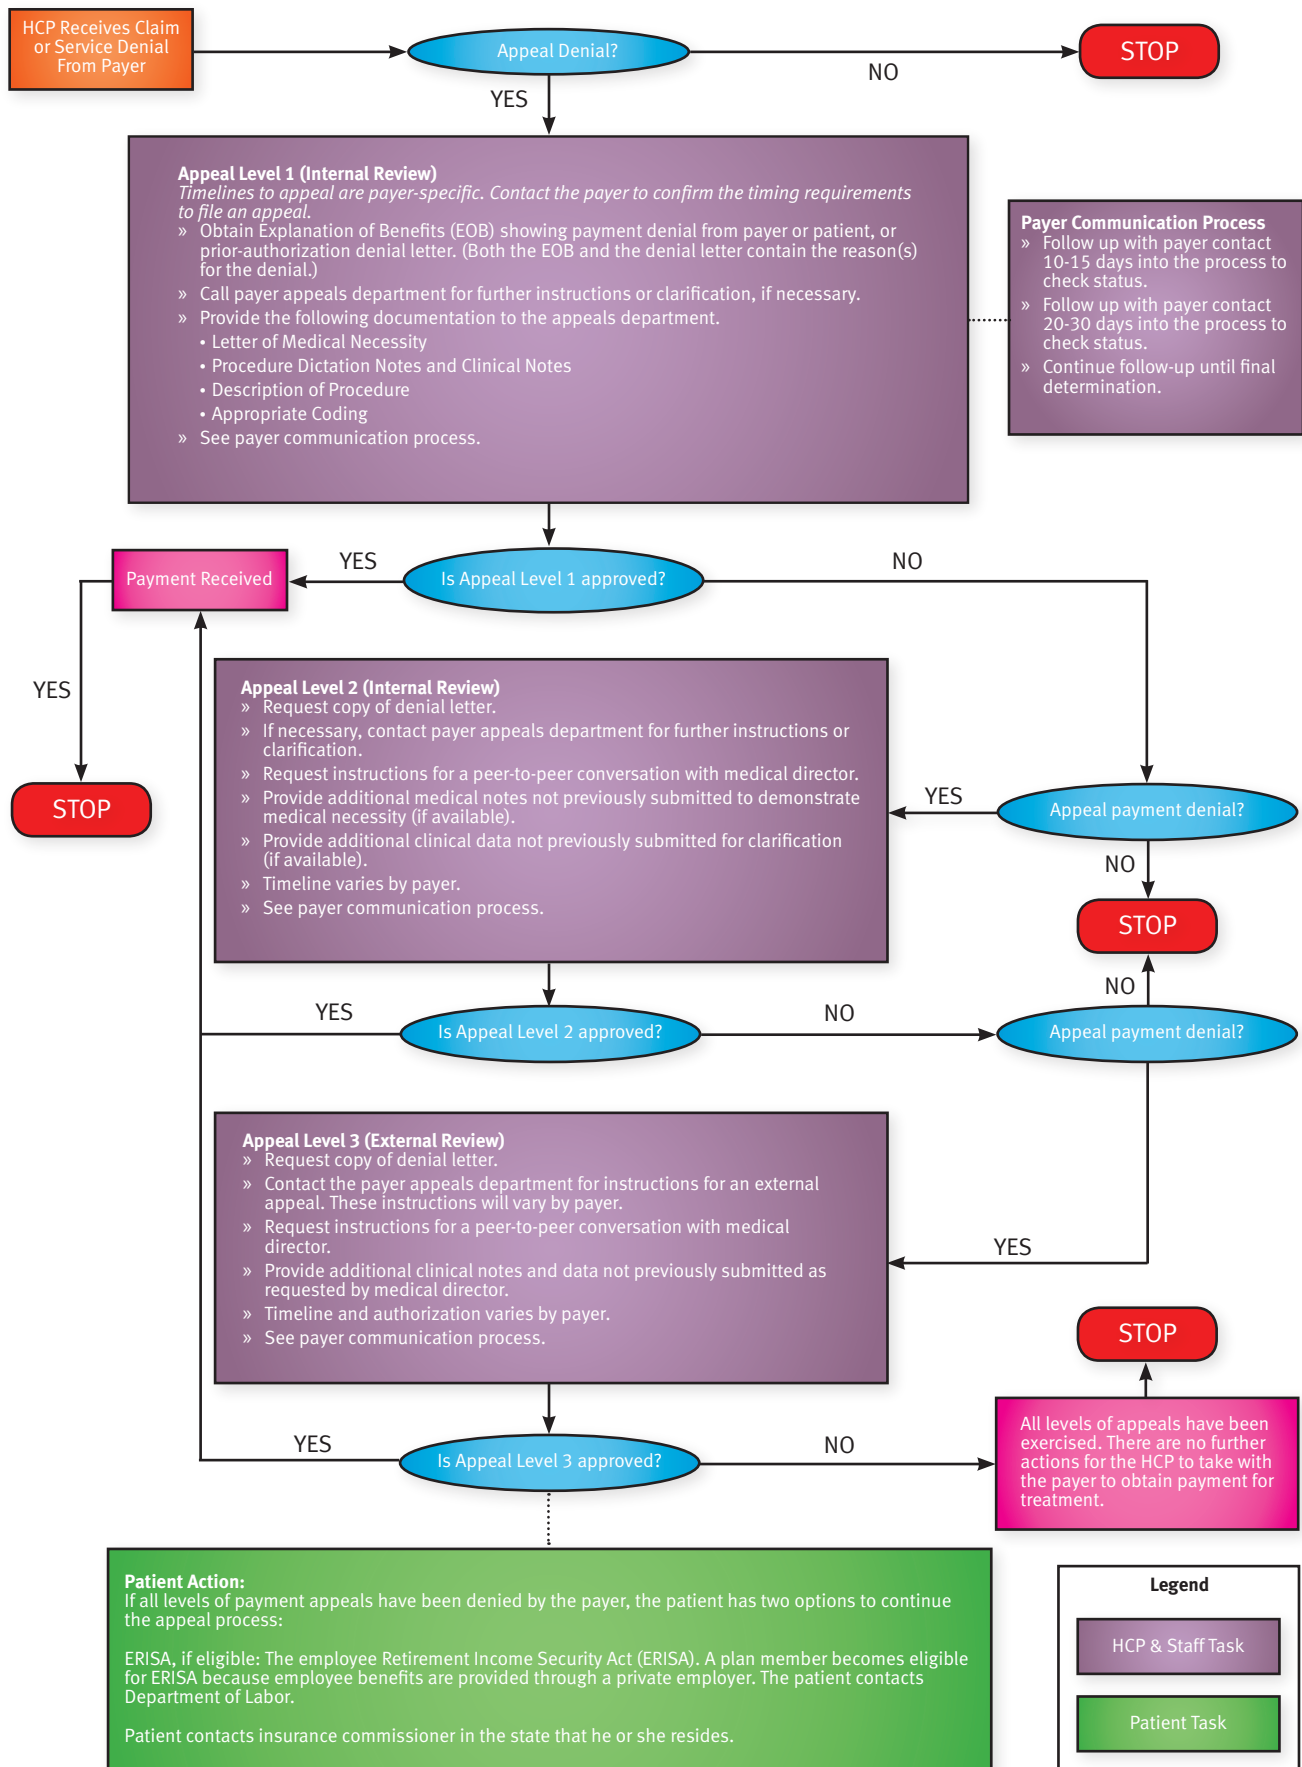 HCP Receives Claim
or Service Denial
From Payer
Appeal Denial?
NO
STOP
YES
Appeal Level 1 (Internal Review)
Timelines to appeal are payer-specific. Contact the payer to confirm the timing requirements
to file an appeal.
» Obtain Explanation of Benefits (EOB) showing payment denial from payer or patient, or
prior-authorization denial letter. (Both the EOB and the denial letter contain the reason(s)
for the denial.)
» Call payer appeals department for further instructions or clarification, if necessary.
» Provide the following documentation to the appeals department.
• Letter of Medical Necessity
• Procedure Dictation Notes and Clinical Notes
• Description of Procedure
• Appropriate Coding
» See payer communication process.
Payer Communication Process
» Follow up with payer contact
10-15 days into the process to
check status.
» Follow up with payer contact
20-30 days into the process to
check status.
» Continue follow-up until final
determination.
Payment Received
YES
Is Appeal Level 1 approved?
NO
YES
STOP
Appeal Level 2 (Internal Review)
» Request copy of denial letter.
» If necessary, contact payer appeals department for further instructions or
clarification.
» Request instructions for a peer-to-peer conversation with medical director.
» Provide additional medical notes not previously submitted to demonstrate
medical necessity (if available).
» Provide additional clinical data not previously submitted for clarification
(if available).
» Timeline varies by payer.
» See payer communication process.
YES
Appeal payment denial?
NO
STOP
NO
YES
Is Appeal Level 2 approved?
NO
Appeal payment denial?
Appeal Level 3 (External Review)
» Request copy of denial letter.
» Contact the payer appeals department for instructions for an external
appeal. These instructions will vary by payer.
» Request instructions for a peer-to-peer conversation with medical
director.
» Provide additional clinical notes and data not previously submitted as
requested by medical director.
» Timeline and authorization varies by payer.
» See payer communication process.
YES
STOP
YES
Is Appeal Level 3 approved?
NO
All levels of appeals have been
exercised. There are no further
actions for the HCP to take with
the payer to obtain payment for
treatment.
Patient Action:
If all levels of payment appeals have been denied by the payer, the patient has two options to continue
the appeal process:
ERISA, if eligible: The employee Retirement Income Security Act (ERISA). A plan member becomes eligible
for ERISA because employee benefits are provided through a private employer. The patient contacts
Department of Labor.
Patient contacts insurance commissioner in the state that he or she resides.
Legend
HCP & Staff Task
Patient Task